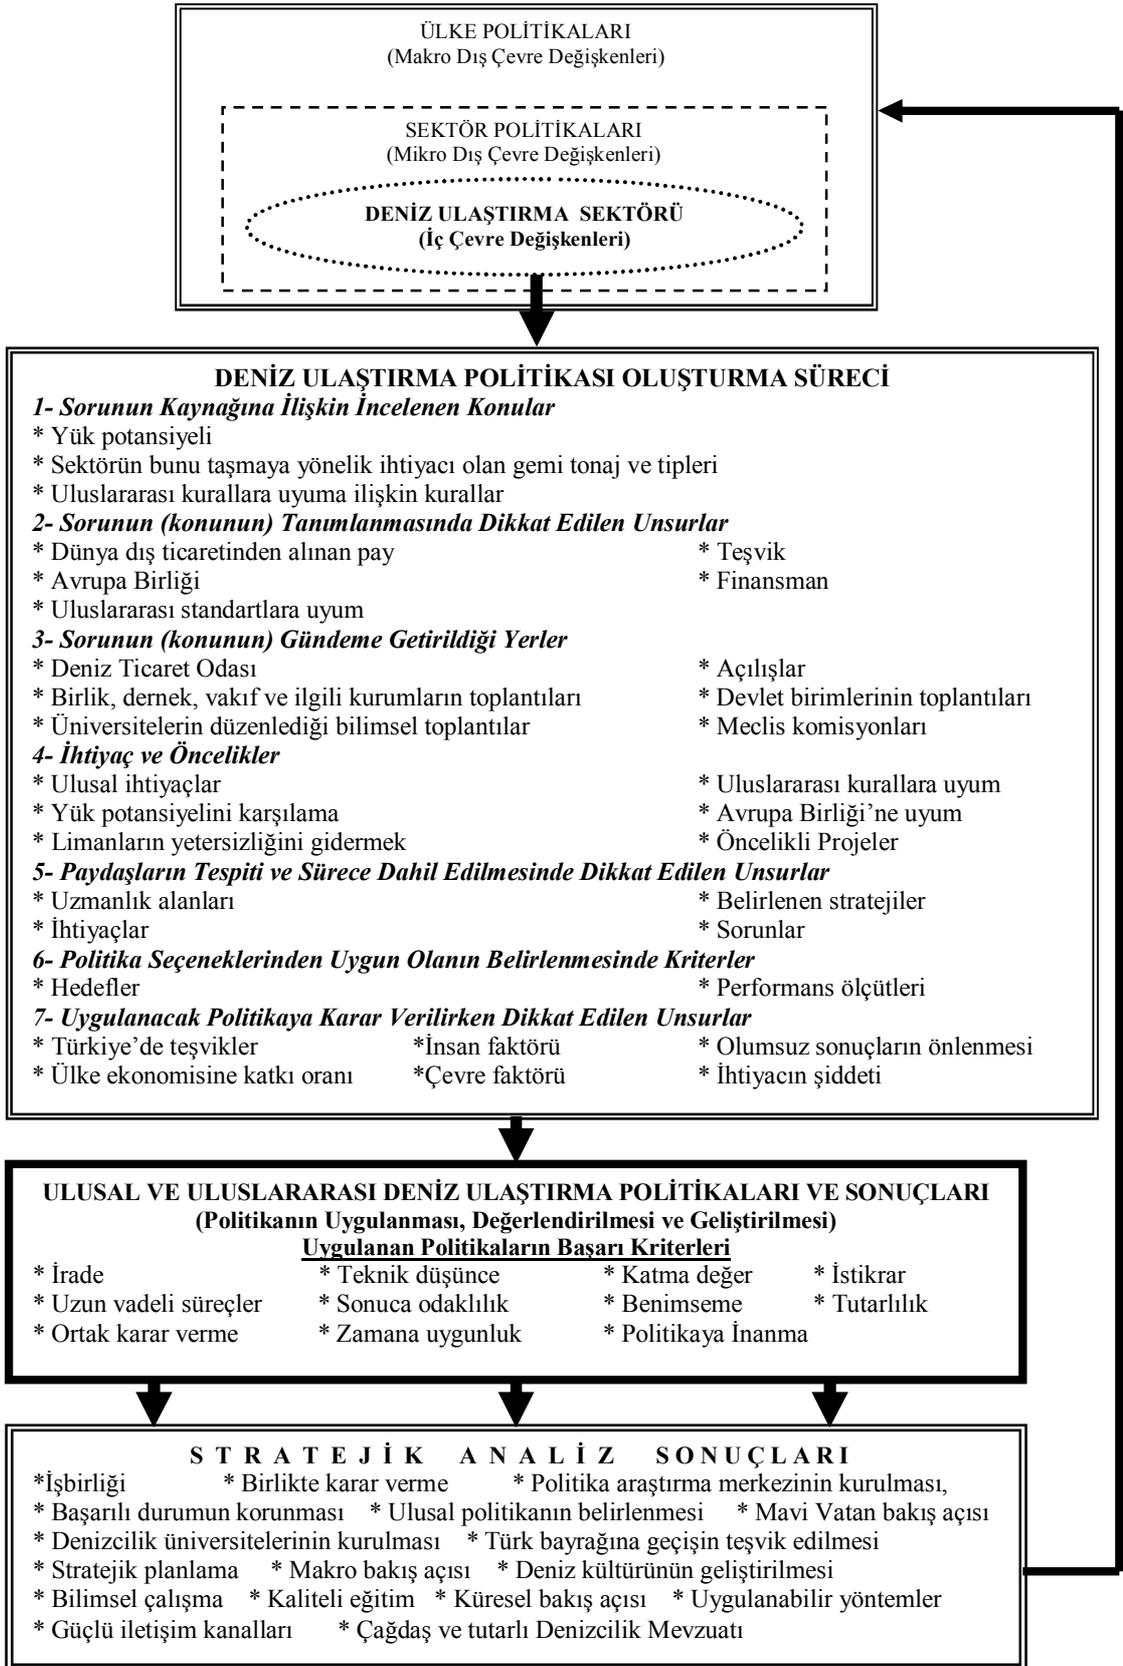 ÜLKE POLİTİKALARI
(Makro Dış Çevre Değişkenleri)
SEKTÖR POLİTİKALARI
(Mikro Dış Çevre Değişkenleri)
DENİZ ULAŞTIRMA SEKTÖRÜ
(İç Çevre Değişkenleri)
DENİZ ULAŞTIRMA POLİTİKASI OLUŞTURMA SÜRECİ
1- Sorunun Kaynağına İlişkin İncelenen Konular
* Yük potansiyeli
* Sektörün bunu taşmaya yönelik ihtiyacı olan gemi tonaj ve tipleri
* Uluslararası kurallara uyuma ilişkin kurallar
2- Sorunun (konunun) Tanımlanmasında Dikkat Edilen Unsurlar
* Dünya dış ticaretinden alınan pay * Teşvik
* Avrupa Birliği * Finansman
* Uluslararası standartlara uyum
3- Sorunun (konunun) Gündeme Getirildiği Yerler
* Deniz Ticaret Odası * Açılışlar
* Birlik, dernek, vakıf ve ilgili kurumların toplantıları * Devlet birimlerinin toplantıları
* Üniversitelerin düzenlediği bilimsel toplantılar * Meclis komisyonları
4- İhtiyaç ve Öncelikler
* Ulusal ihtiyaçlar * Uluslararası kurallara uyum
* Yük potansiyelini karşılama * Avrupa Birliği’ne uyum
* Limanların yetersizliğini gidermek * Öncelikli Projeler
5- Paydaşların Tespiti ve Sürece Dahil Edilmesinde Dikkat Edilen Unsurlar
* Uzmanlık alanları * Belirlenen stratejiler
* İhtiyaçlar * Sorunlar
6- Politika Seçeneklerinden Uygun Olanın Belirlenmesinde Kriterler
* Hedefler * Performans ölçütleri
7- Uygulanacak Politikaya Karar Verilirken Dikkat Edilen Unsurlar
* Türkiye’de teşvikler *İnsan faktörü * Olumsuz sonuçların önlenmesi
* Ülke ekonomisine katkı oranı *Çevre faktörü * İhtiyacın şiddeti
ULUSAL VE ULUSLARARASI DENİZ ULAŞTIRMA POLİTİKALARI VE SONUÇLARI
(Politikanın Uygulanması, Değerlendirilmesi ve Geliştirilmesi)
Uygulanan Politikaların Başarı Kriterleri
* İrade * Teknik düşünce * Katma değer * İstikrar
* Uzun vadeli süreçler * Sonuca odaklılık * Benimseme * Tutarlılık
* Ortak karar verme * Zamana uygunluk * Politikaya İnanma
S T R A T E J İ K A N A L İ Z S O N U Ç L A R I
*İşbirliği * Birlikte karar verme * Politika araştırma merkezinin kurulması,
* Başarılı durumun korunması * Ulusal politikanın belirlenmesi * Mavi Vatan bakış açısı
* Denizcilik üniversitelerinin kurulması * Türk bayrağına geçişin teşvik edilmesi
* Stratejik planlama * Makro bakış açısı * Deniz kültürünün geliştirilmesi
* Bilimsel çalışma * Kaliteli eğitim * Küresel bakış açısı * Uygulanabilir yöntemler
* Güçlü iletişim kanalları * Çağdaş ve tutarlı Denizcilik Mevzuatı